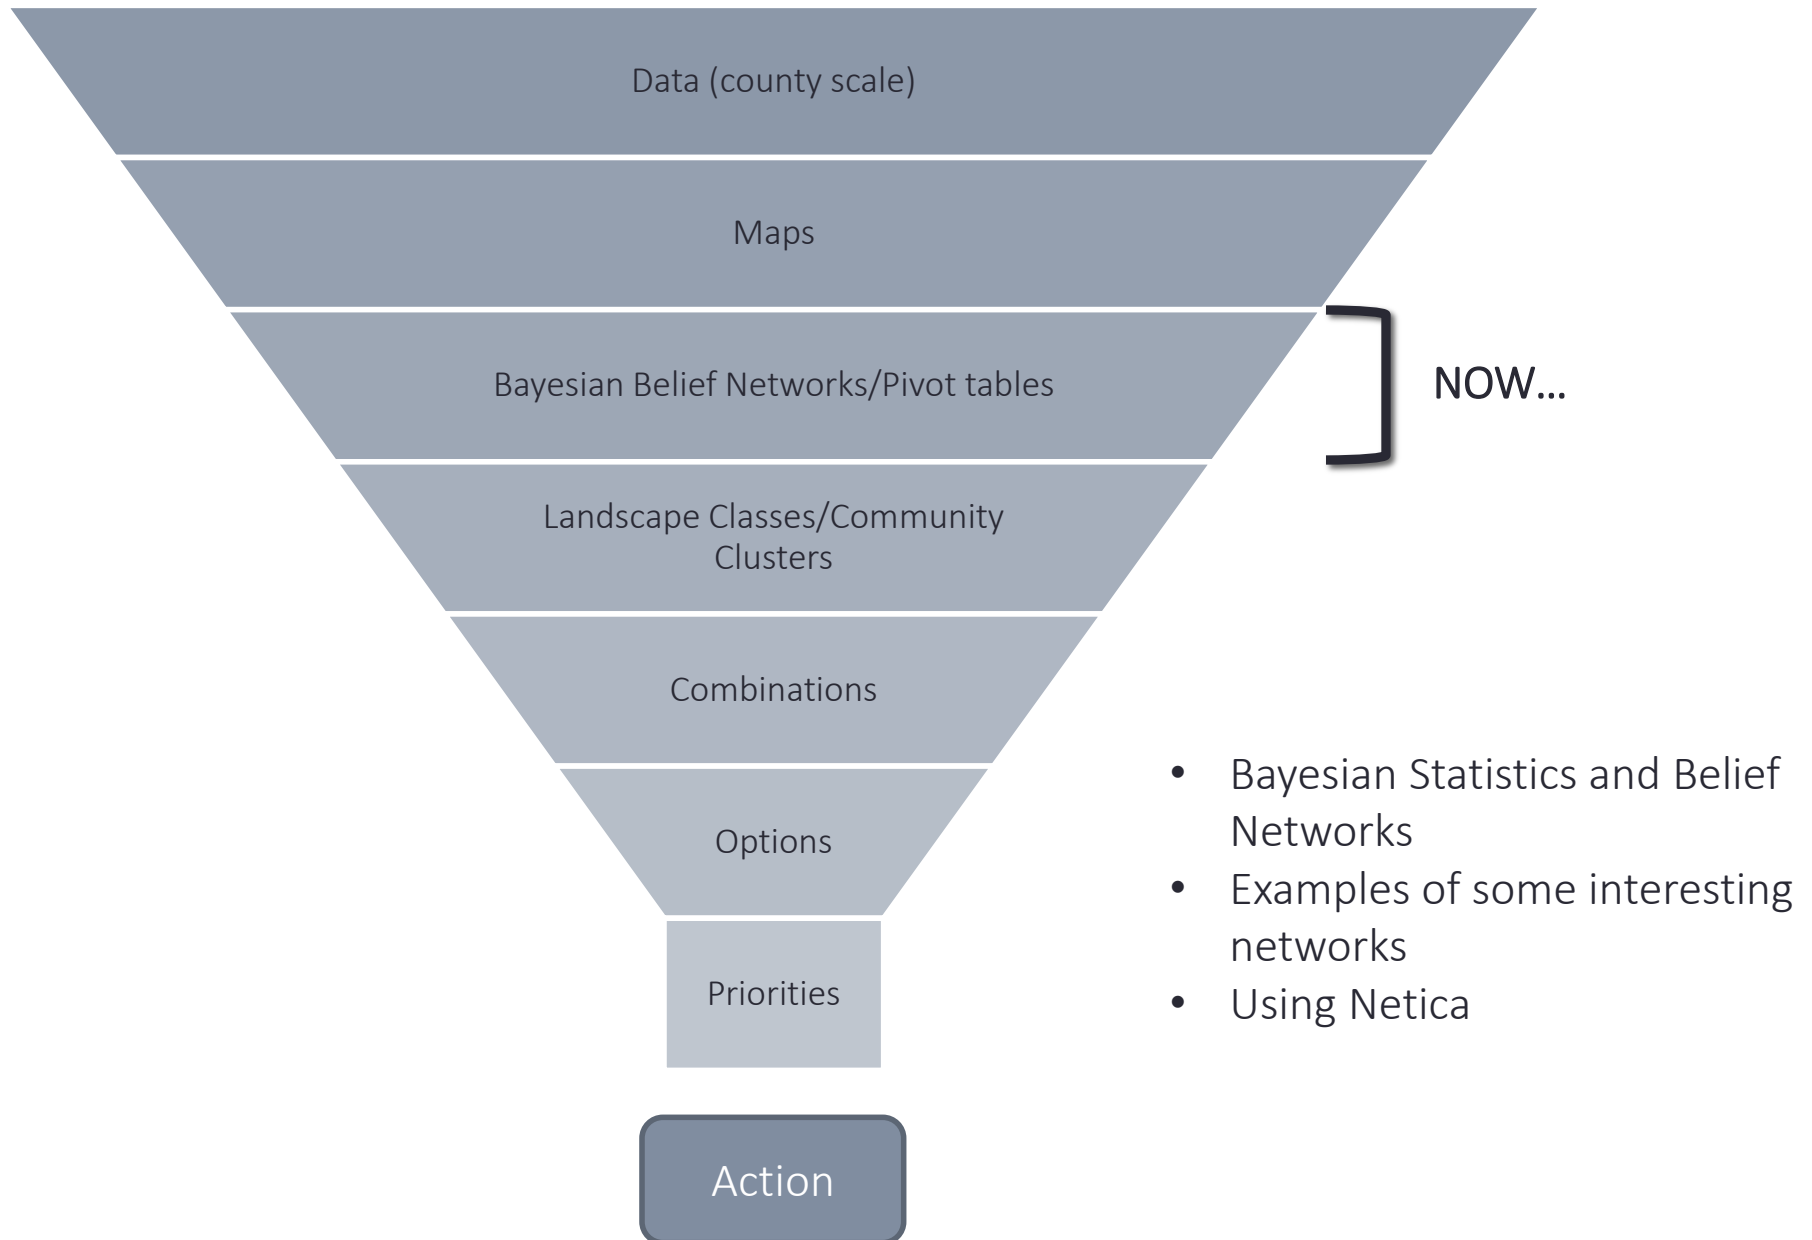 Data (county scale)
Maps
Bayesian Belief Networks/Pivot tables
NOW…
Landscape Classes/Community
Clusters
Combinations
Options
Priorities
Action
• Bayesian Statistics and Belief
Networks
• Examples of some interesting
networks
• Using Netica